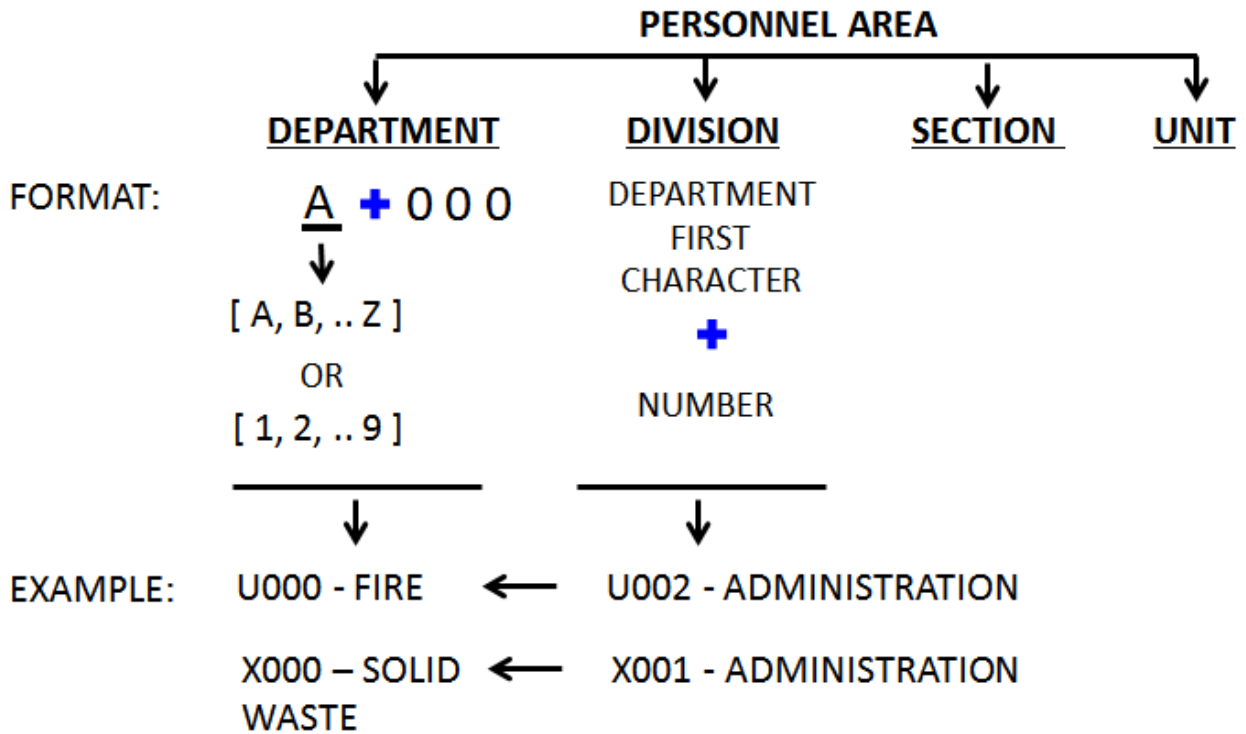 PERSONNEL AREA
DEPARTMENT DIVISION SECTION UNIT
FORMAT:
A + 0 0 0
[ A, B, .. Z ]
OR
[ 1, 2, .. 9 ]
DEPARTMENT
FIRST
CHARACTER
+
NUMBER
EXAMPLE:
U000 - FIRE
U002 - ADMINISTRATION
X000 – SOLID
WASTE
X001 - ADMINISTRATION